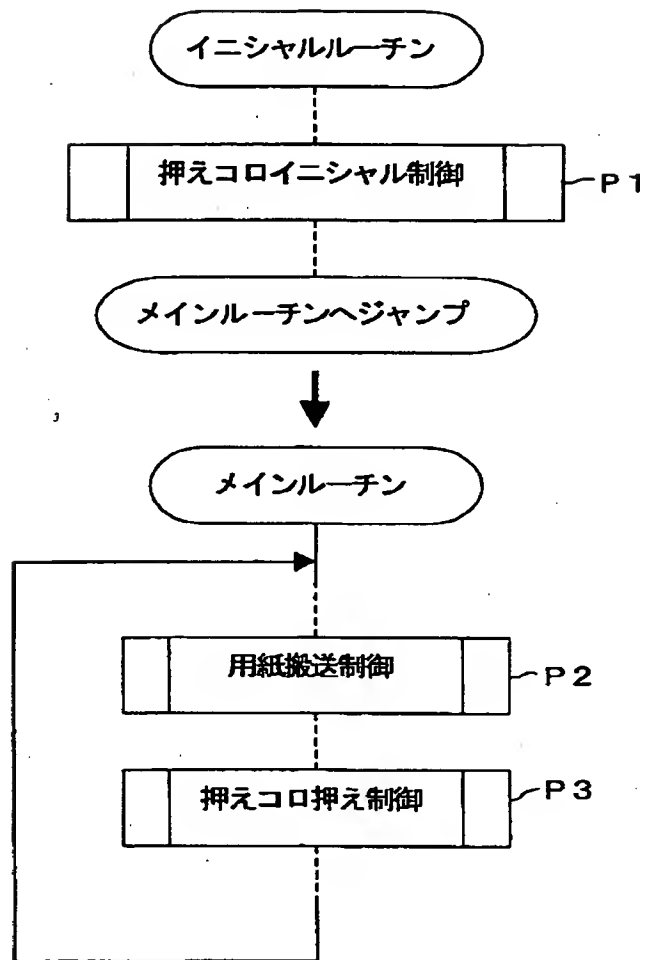 イニシャルルーチン
押えコロイニシャル制御
P1
メインルーチンへジャンプ
メインルーチン
用紙搬送制御
P2
押えコロ押え制御
P3